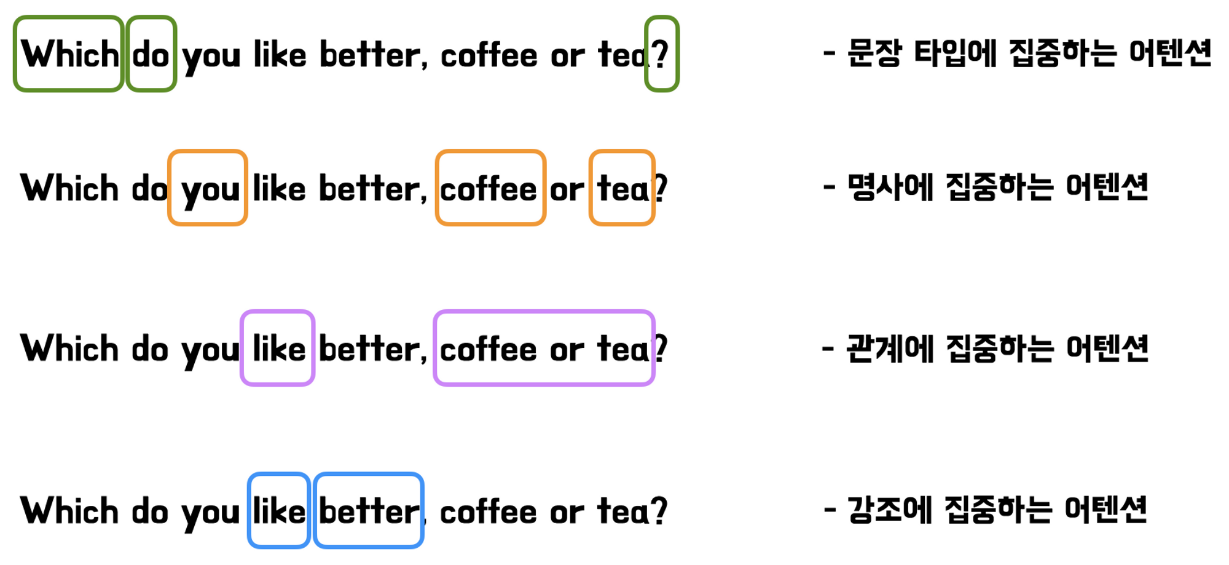 Which do you like better, coffee or tea? - 문장 타입에 집중하는 어텐션
Which do you like better, coffee or tea? - 명사에 집중하는 어텐션
Which do you like better, coffee or tea? - 관계에 집중하는 어텐션
Which do you like better, coffee or tea? - 강조에 집중하는 어텐션